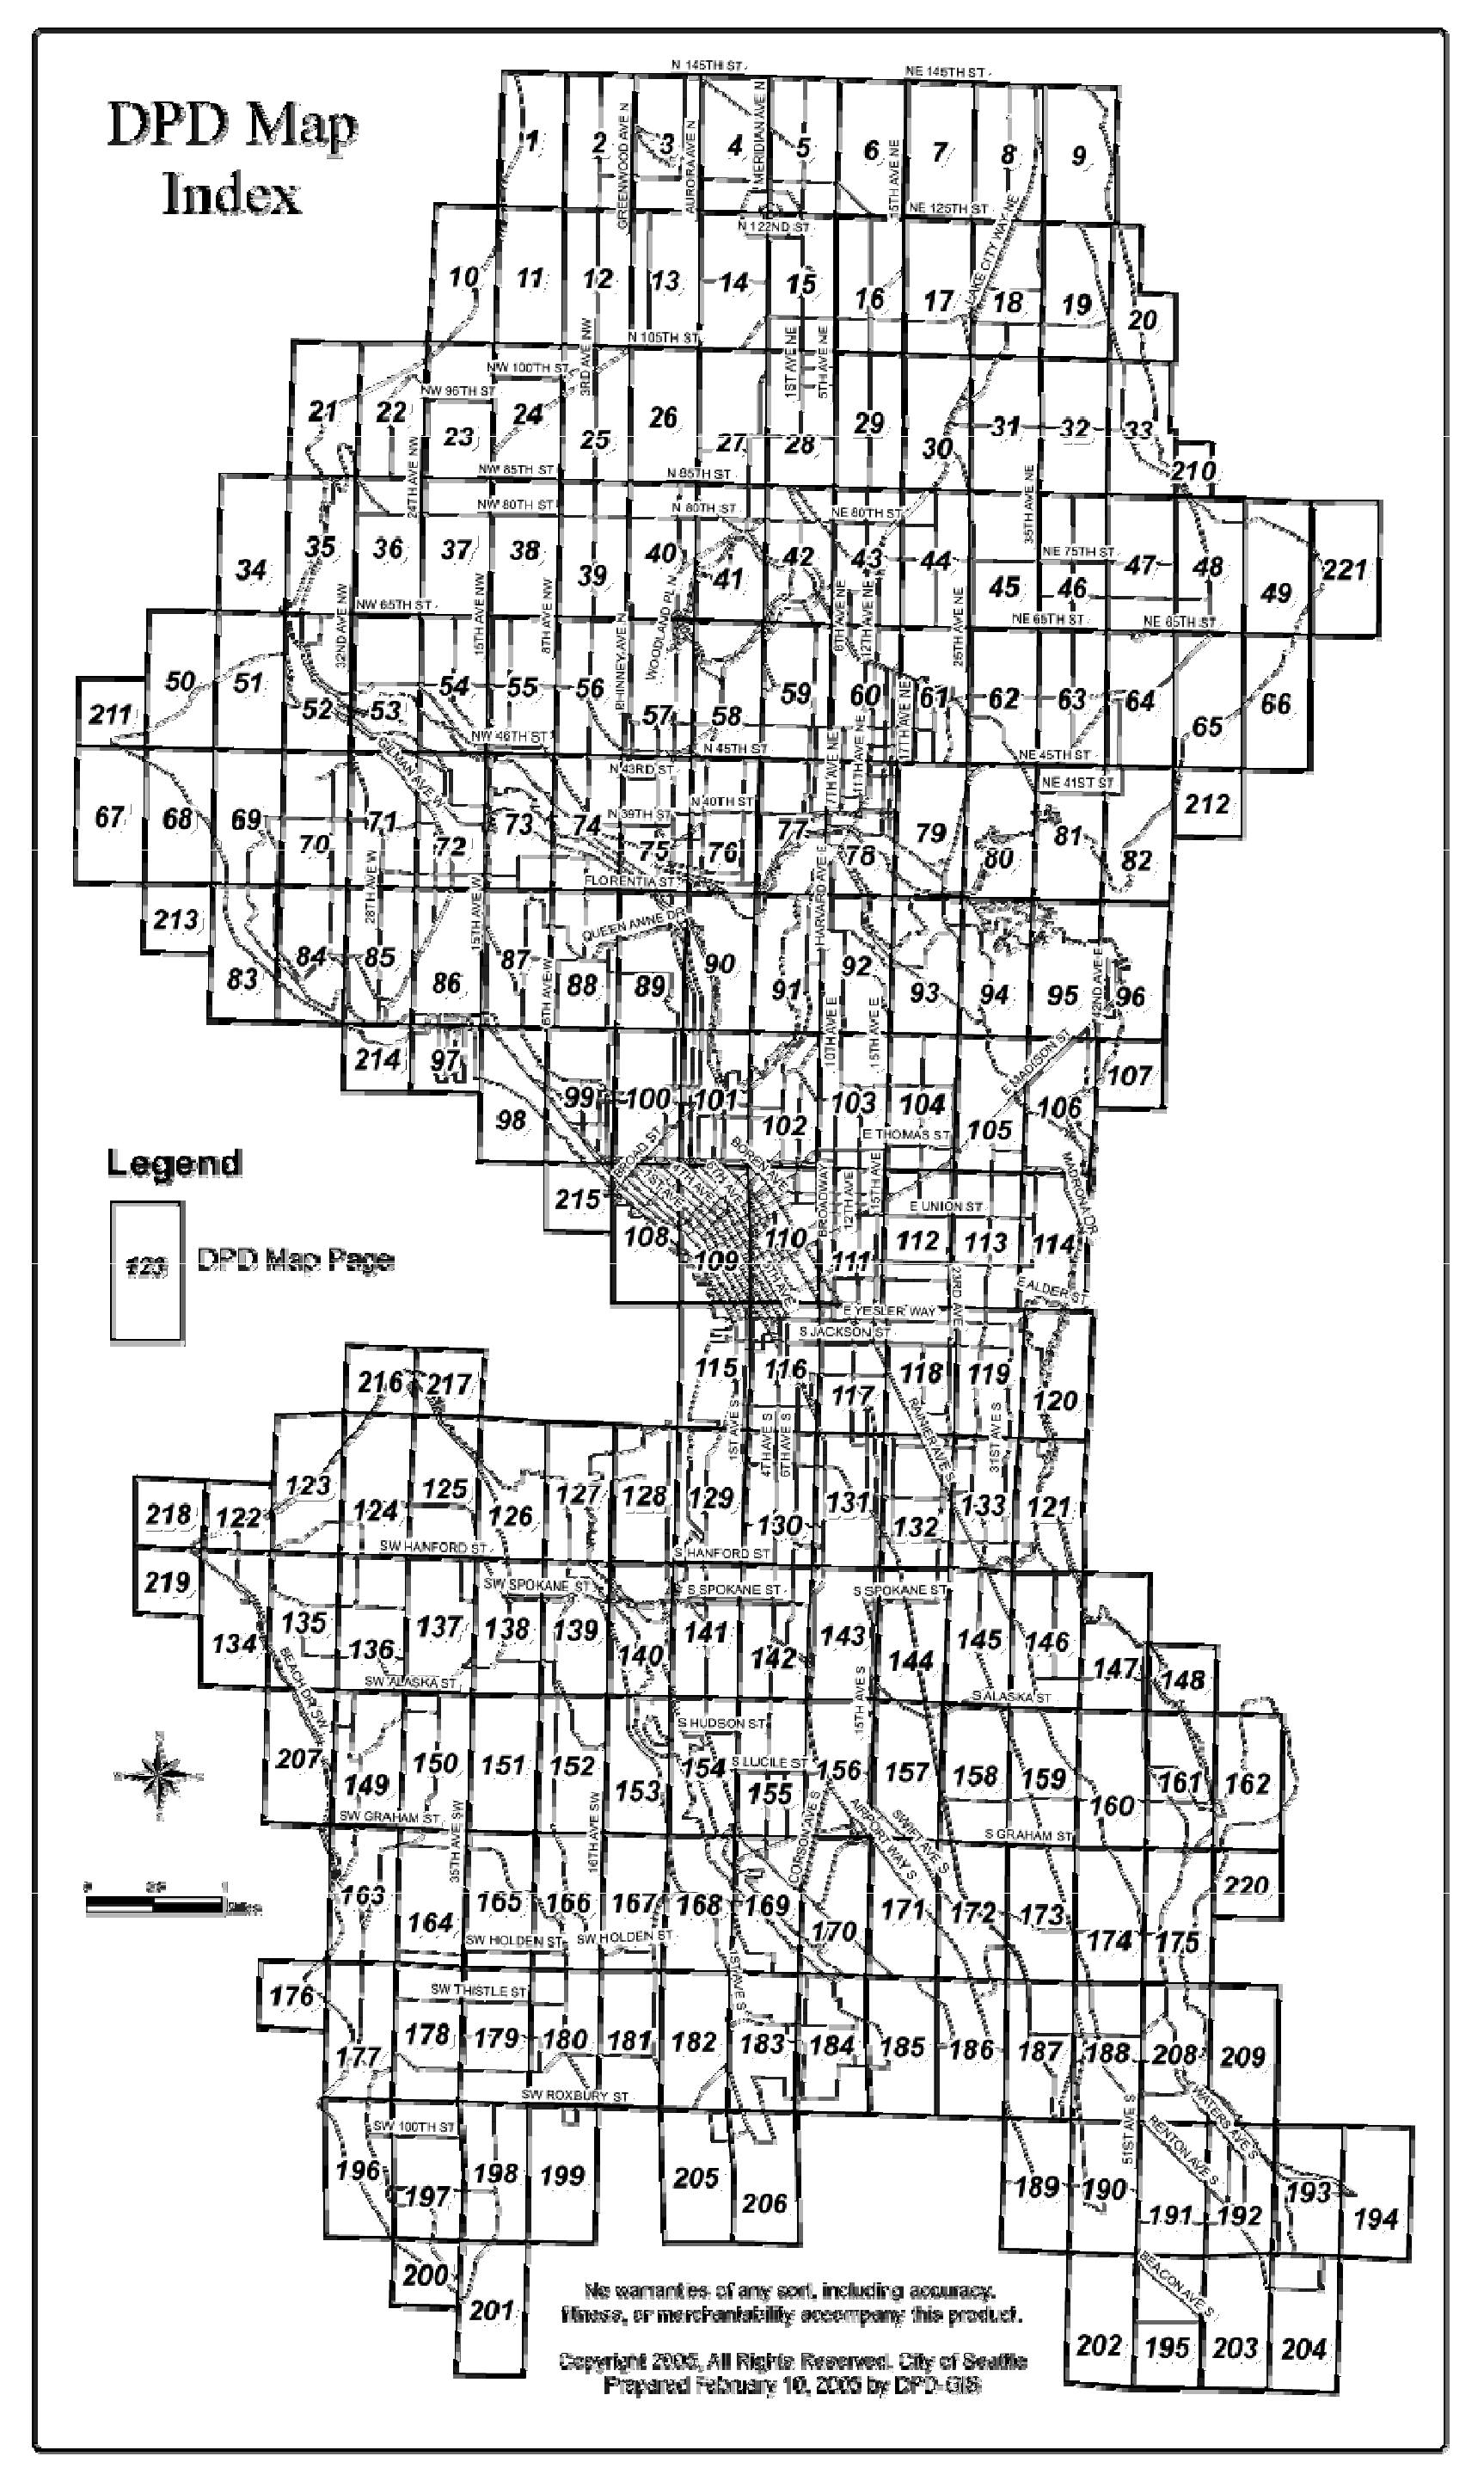 DPD Map
Index
N 145TH ST
NE 145TH ST
1 2 3 4 5 6 7 8 9
GREENWOOD AVE N
AURORA AVE N
MERIDIAN AVE N
15TH AVE NE
LAKE CITY WAY NE
NE 125TH ST
N 122ND ST
10 11 12 13 14 15 16 17 18 19 20
3RD AVE NW
N 105TH ST
1ST AVE NE
5TH AVE NE
NW 100TH ST
NW 96TH ST
21 22 23 24 25 26 27 28 29 30 31 32 33
210
24TH AVE NW
NW 85TH ST
N 85TH ST
35TH AVE NE
NW 80TH ST
N 80TH ST
NE 80TH ST
34 35 36 37 38 39 40 41 42 43 44 45 46 47 48 49 221
NE 75TH ST
32ND AVE NW
15TH AVE NW
8TH AVE NW
PHINNEY AVE N
WOODLAND PL N
8TH AVE NE
12TH AVE NE
25TH AVE NE
NW 65TH ST
NE 65TH ST
NE 65TH ST
211 50 51 52 53 54 55 56 57 58 59 60 61 62 63 64 65 66
17TH AVE NE
11TH AVE NE
7TH AVE NE
GILMAN AVE W
NW 46TH ST
N 45TH ST
NE 45TH ST
N 43RD ST
NE 41ST ST
N 40TH ST
N 39TH ST
67 68 69 70 71 72 73 74 75 76 77 78 79 80 81 82 212
28TH AVE W
15TH AVE W
FLORENTIA ST
HARVARD AVE E
QUEEN ANNE DR
213 83 84 85 86 87 88 89 90 91 92 93 94 95 96
6TH AVE W
10TH AVE E
15TH AVE E
42ND AVE E
E MADISON ST
214 97 98 99 100 101 102 103 104 105 106 107
E THOMAS ST
BROAD ST
BOREN AVE
1ST AVE
4TH AVE
BROADWAY
12TH AVE
15TH AVE
MADRONA DR
Legend
123
DPD Map Page
E UNION ST
215 108 109 110 111 112 113 114
23RD AVE
E ALDER ST
E YESLER WAY
S JACKSON ST
216 217 115 116 117 118 119 120
1ST AVE S
4TH AVE S
6TH AVE S
RAINIER AVE S
31ST AVE S
218 122 123 124 125 126 127 128 129 130 131 132 133 121
SW HANFORD ST
S HANFORD ST
SW SPOKANE ST
S SPOKANE ST
S SPOKANE ST
219 134 135 136 137 138 139 140 141 142 143 144 145 146 147 148
BEACH DR SW
SW ALASKA ST
15TH AVE S
S ALASKA ST
S HUDSON ST
S LUCILE ST
207 149 150 151 152 153 154 155 156 157 158 159 160 161 162
SW GRAHAM ST
35TH AVE SW
16TH AVE SW
CORSON AVE S
AIRPORT WAY S
SWIFT AVE S
S GRAHAM ST
163 164 165 166 167 168 169 170 171 172 173 174 175 220
SW HOLDEN ST
SW HOLDEN ST
1ST AVE S
SW THISTLE ST
176 177 178 179 180 181 182 183 184 185 186 187 188 208 209
SW ROXBURY ST
SW 100TH ST
51ST AVE S
RENTON AVE S
WATERS AVE S
196 197 198 199 205 206 189 190 191 192 193 194
BEACON AVE S
200 201 202 195 203 204
No warranties of any sort, including accuracy,
fitness, or merchantability accompany this product.
Copyright 2005, All Rights Reserved. City of Seattle
Prepared February 10, 2005 by DPD-GIS